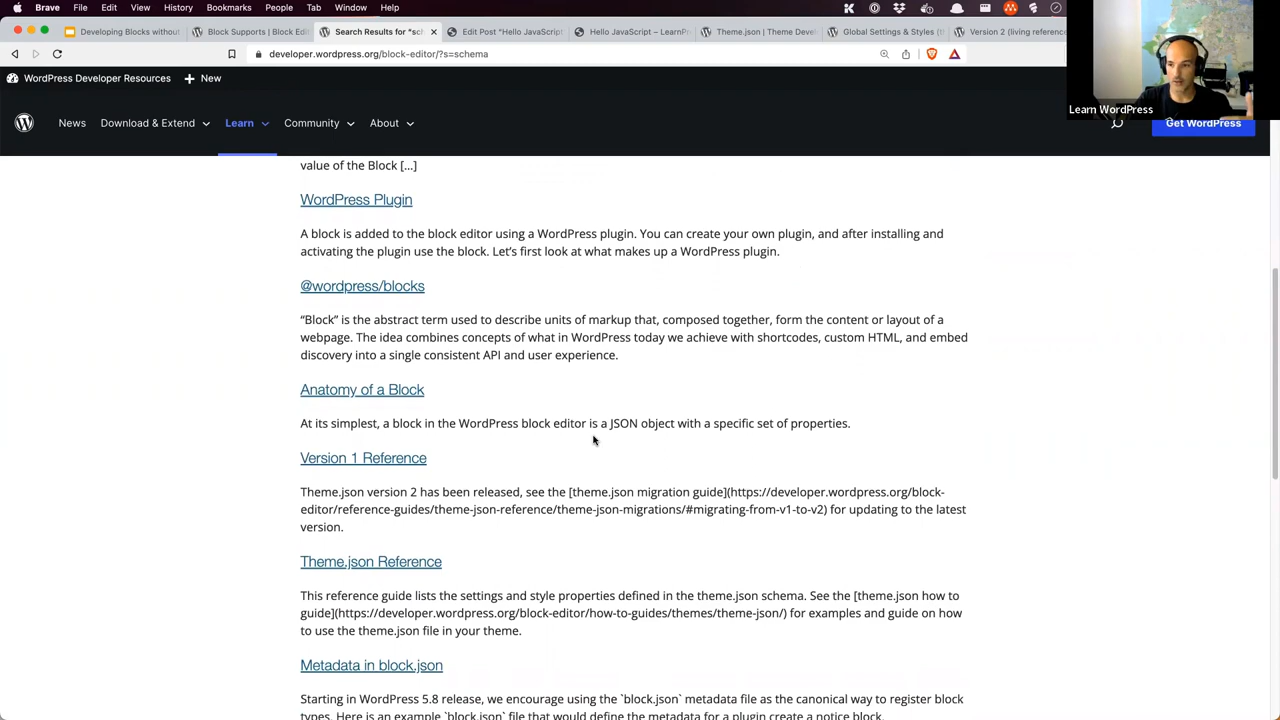 Brave File Edit View History Bookmarks People Tab Window Help
Developing Blocks without
Block Supports | Block Edi
Search Results for "sch
Edit Post "Hello JavaScript
Hello JavaScript – LearnP
Theme.json | Theme Deve
Global Settings & Styles (t
Version 2 (living reference
developer.wordpress.org/block-editor/?s=schema
WordPress Developer Resources New
Learn WordPress
News Download & Extend Learn Community About Get WordPress
value of the Block [...]
WordPress Plugin
A block is added to the block editor using a WordPress plugin. You can create your own plugin, and after installing and
activating the plugin use the block. Let's first look at what makes up a WordPress plugin.
@wordpress/blocks
“Block” is the abstract term used to describe units of markup that, composed together, form the content or layout of a
webpage. The idea combines concepts of what in WordPress today we achieve with shortcodes, custom HTML, and embed
discovery into a single consistent API and user experience.
Anatomy of a Block
At its simplest, a block in the WordPress block editor is a JSON object with a specific set of properties.
Version 1 Reference
Theme.json version 2 has been released, see the [theme.json migration guide](https://developer.wordpress.org/block-
editor/reference-guides/theme-json-reference/theme-json-migrations/#migrating-from-v1-to-v2) for updating to the latest
version.
Theme.json Reference
This reference guide lists the settings and style properties defined in the theme.json schema. See the [theme.json how to
guide](https://developer.wordpress.org/block-editor/how-to-guides/themes/theme-json/) for examples and guide on how
to use the theme.json file in your theme.
Metadata in block.json
Starting in WordPress 5.8 release, we encourage using the `block.json` metadata file as the canonical way to register block
types. Here is an example `block.json` file that would define the metadata for a plugin create a notice block.